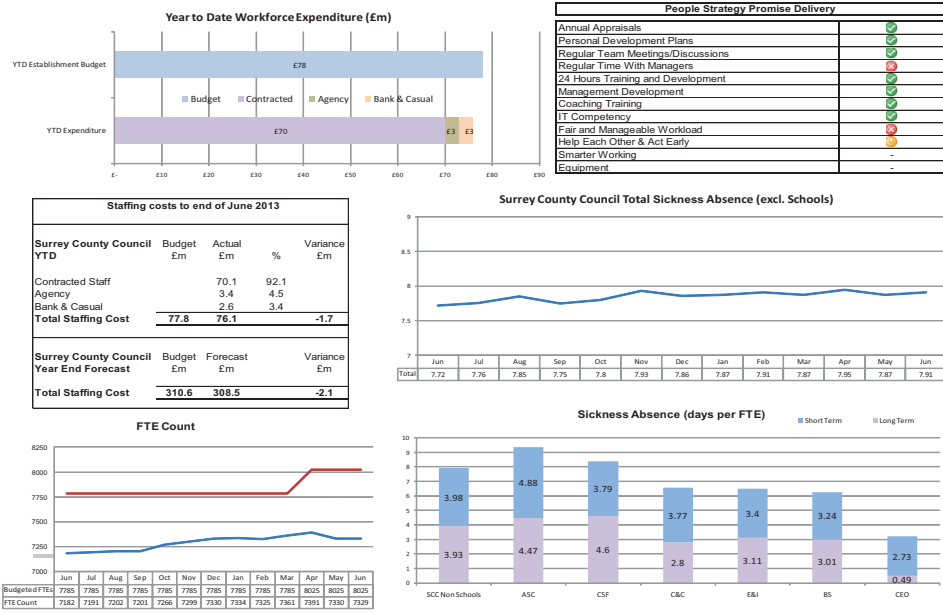 Year to Date Workforce Expenditure (£m)
YTD Establishment Budget
£78
Budget Contracted Agency Bank & Casual
YTD Expenditure
£70 £3 £3
£- £10 £20 £30 £40 £50 £60 £70 £80 £90
People Strategy Promise Delivery
Annual Appraisals
Personal Development Plans
Regular Team Meetings/Discussions
Regular Time With Managers
24 Hours Training and Development
Management Development
Coaching Training
IT Competency
Fair and Manageable Workload
Help Each Other & Act Early
Smarter Working -
Equipment -
Staffing costs to end of June 2013
Surrey County Council Budget Actual Variance
YTD £m £m % £m
Contracted Staff 70.1 92.1
Agency 3.4 4.5
Bank & Casual 2.6 3.4
Total Staffing Cost 77.8 76.1 -1.7
Surrey County Council Budget Forecast Variance
Year End Forecast £m £m £m
Total Staffing Cost 310.6 308.5 -2.1
Surrey County Council Total Sickness Absence (excl. Schools)
9
8.5
8
7.5
7
Jun Jul Aug Sep Oct Nov Dec Jan Feb Mar Apr May Jun
Total 7.72 7.76 7.85 7.75 7.8 7.93 7.86 7.87 7.91 7.87 7.95 7.87 7.91
FTE Count
8250
8000
7750
7500
7250
7000
Jun Jul Aug Sep Oct Nov Dec Jan Feb Mar Apr May Jun
Budgeted FTEs 7785 7785 7785 7785 7785 7785 7785 7785 7785 7785 8025 8025 8025
FTE Count 7182 7191 7202 7201 7266 7299 7330 7334 7325 7361 7391 7330 7329
Sickness Absence (days per FTE)
Short Term Long Term
10
9
8
7
6
5
4
3
2
1
0
3.98 4.88 3.79 3.77 3.4 3.24 2.73
3.93 4.47 4.6 2.8 3.11 3.01 0.49
SCC Non Schools ASC CSF C&C E&I BS CEO